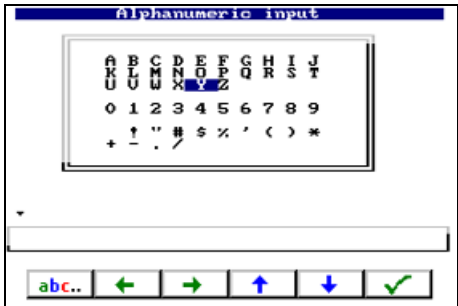 Alphanumeric input
A B C D E F G H I J
K L M N O P Q R S T
U V W X Y Z
0 1 2 3 4 5 6 7 8 9
! " # $ % ' ( ) *
+ - . /
abc..